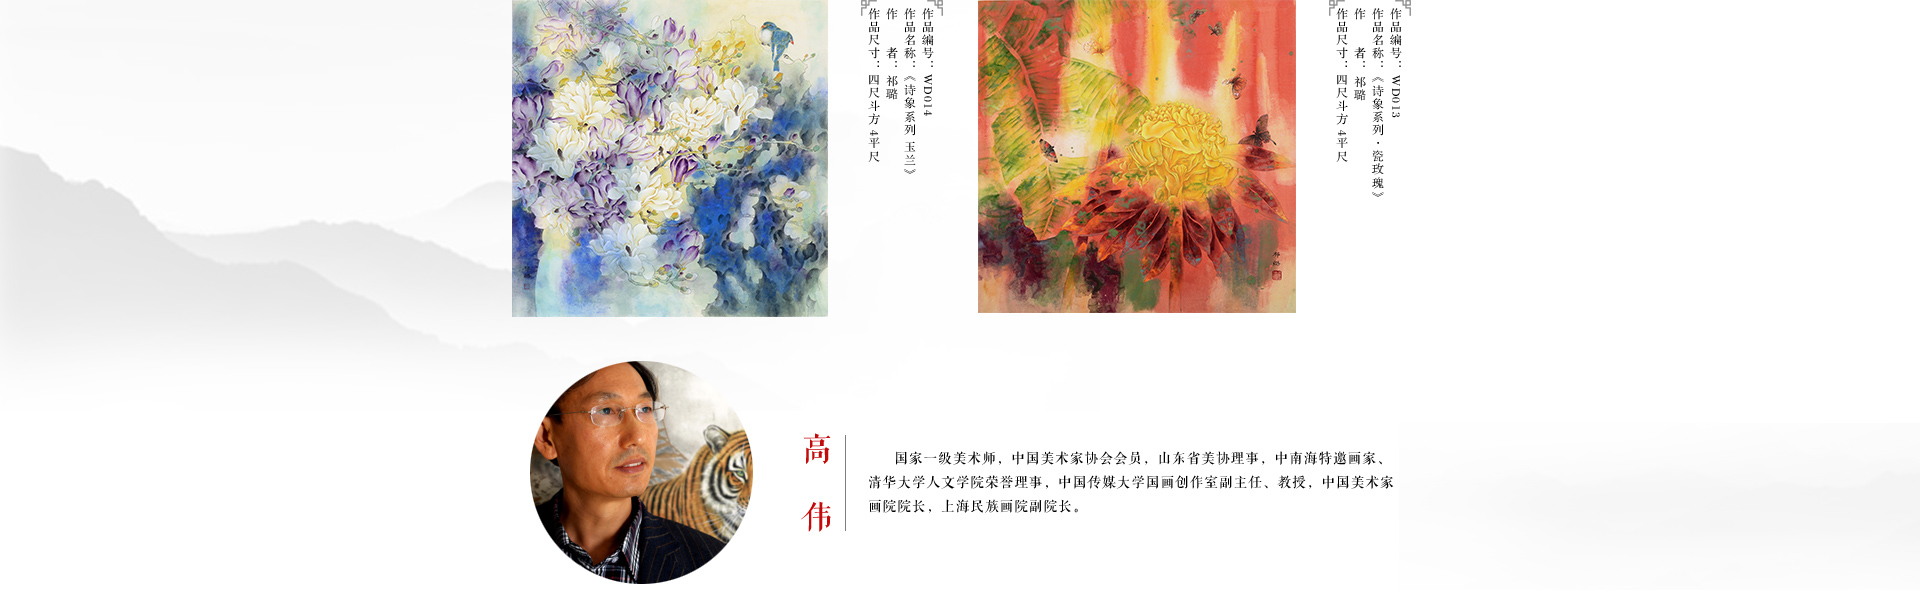 作品编号：WD014
作品名称：《诗象系列 玉兰》
作　者：祁璐
作品尺寸：四尺斗方 4平尺
作品编号：WD013
作品名称：《诗象系列·瓷玫瑰》
作　者：祁璐
作品尺寸：四尺斗方 4平尺
高伟
国家一级美术师，中国美术家协会会员，山东省美协理事，中南海特邀画家、
清华大学人文学院荣誉理事，中国传媒大学国画创作室副主任、教授，中国美术家
画院院长，上海民族画院副院长。